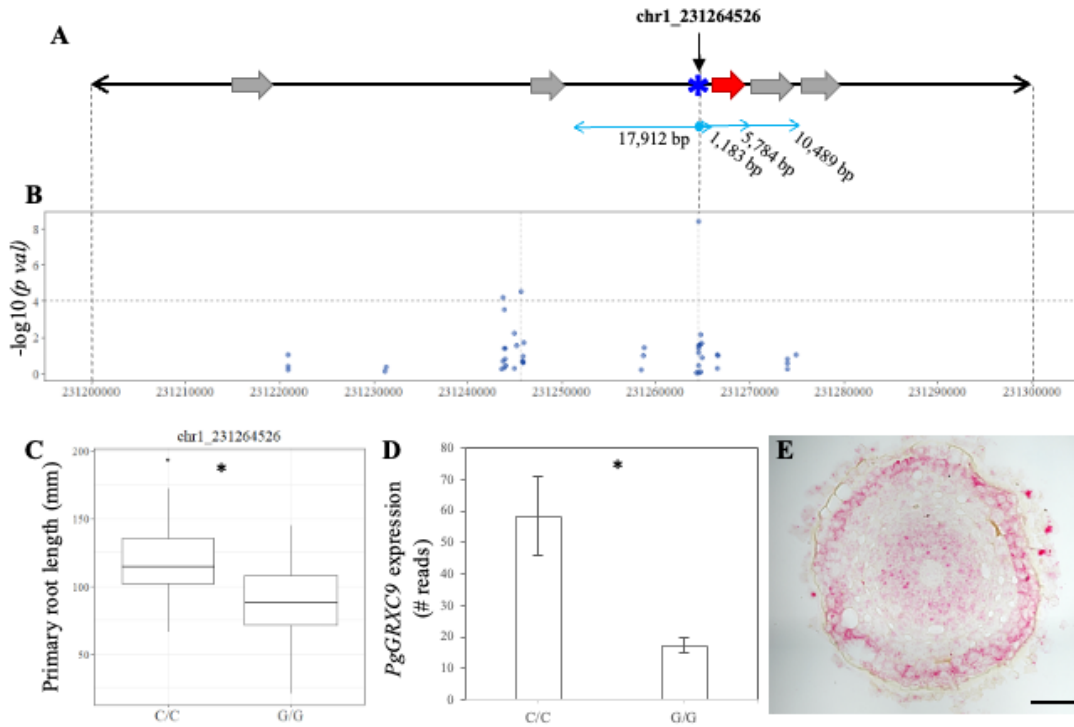 chr1_231264526
A
17,912 bp
1,183 bp
5,784 bp
10,489 bp
B
-log10 (p val)
8
6
4
2
0
231200000 231210000 231220000 231230000 231240000 231250000 231260000 231270000 231280000 231290000 231300000
C
chr1_231264526
*
Primary root length (mm)
200
150
100
50
C/C G/G
D
*
PgGRXC9 expression
(# reads)
80
70
60
50
40
30
20
10
0
C/C G/G
E